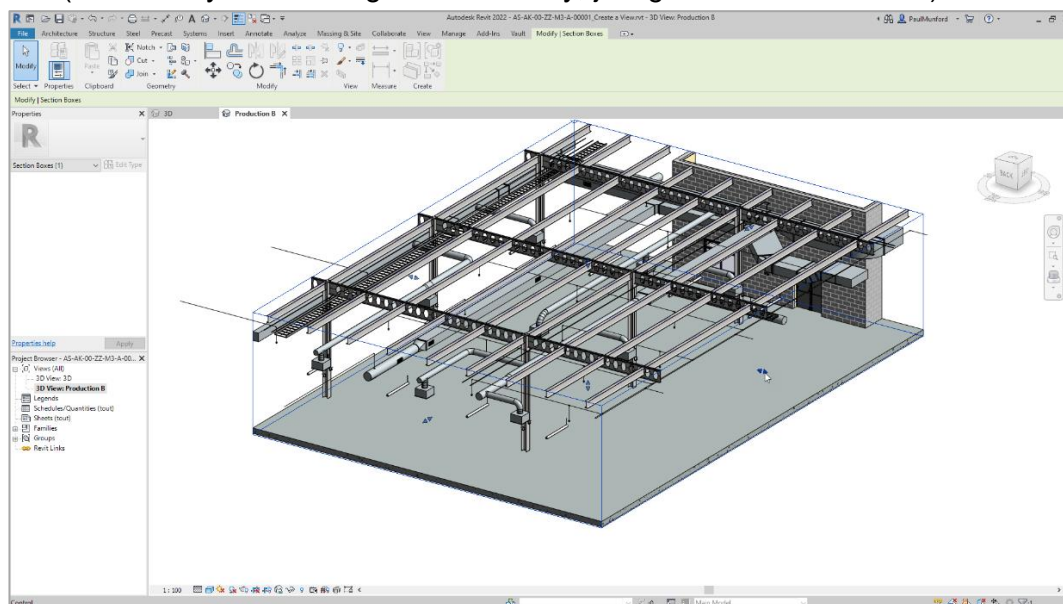 Autodesk Revit 2022 - AS-AK-00-ZZ-M3-A-00001_Create a View.rvt - 3D View: Production B
PaulMunford
File Architecture Structure Steel Precast Systems Insert Annotate Analyze Massing & Site Collaborate View Manage Add-Ins Vault Modify | Section Boxes
Modify
Paste
Notch
Cut
Join
Select Properties Clipboard Geometry Modify View Measure Create
Modify | Section Boxes
Properties
3D
Production B
R
Section Boxes (1)
Edit Type
BACK
Properties help
Apply
Project Browser - AS-AK-00-ZZ-M3-A-00...
Views (All)
3D View: 3D
3D View: Production B
Legends
Schedules/Quantities (tout)
Sheets (tout)
Families
Groups
Revit Links
1 : 100
Control
Main Model